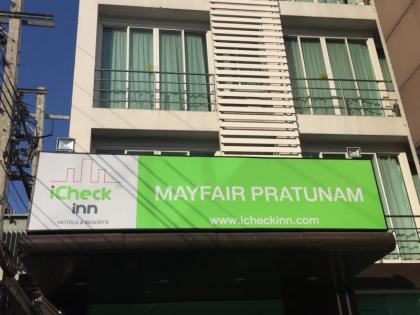 iCheck
inn
HOTELS & RESORTS
MAYFAIR PRATUNAM
www.icheckinn.com